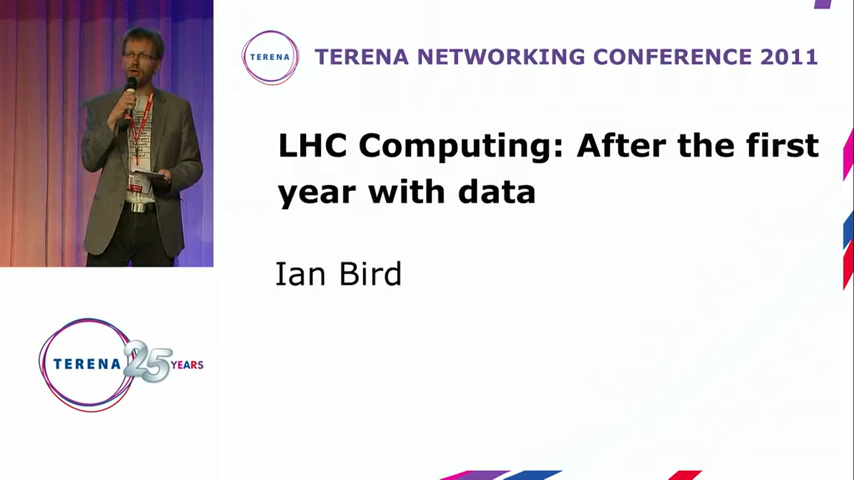 TERENA
TERENA NETWORKING CONFERENCE 2011
LHC Computing: After the first
year with data
Ian Bird
TERENA 25 YEARS